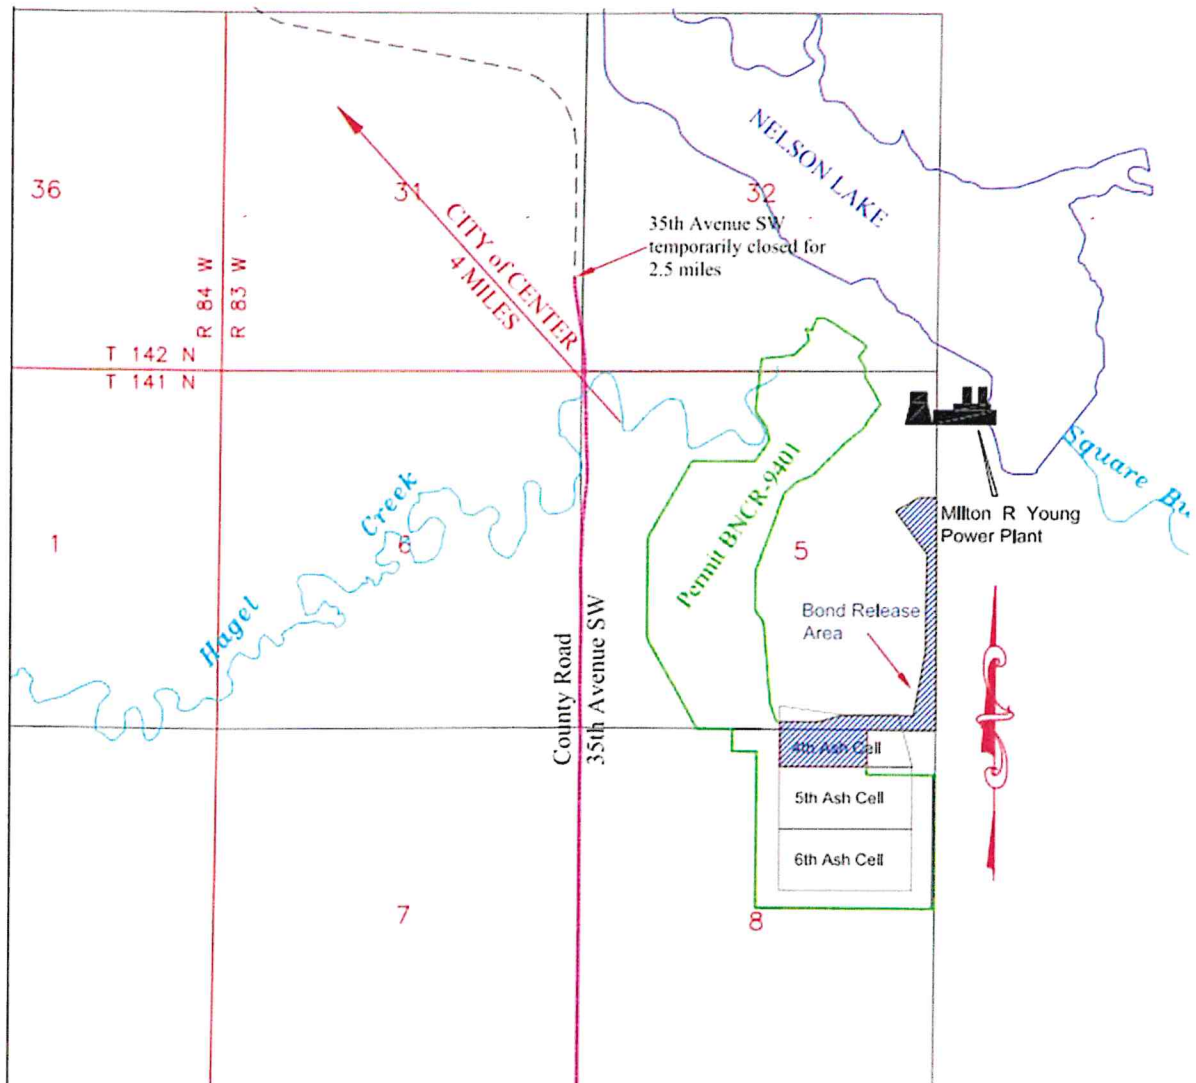 NELSON LAKE
36
31
32
35th Avenue SW
temporarily closed for
2.5 miles
CITY of CENTER
4 MILES
R 84 W
R 83 W
T 142 N
T 141 N
Square Bu
Creek
Hagel
1
6
5
Permit BNCR-9401
MIlton R Young
Power Plant
Bond Release
Area
County Road
35th Avenue SW
4th Ash Cell
5th Ash Cell
6th Ash Cell
7
8